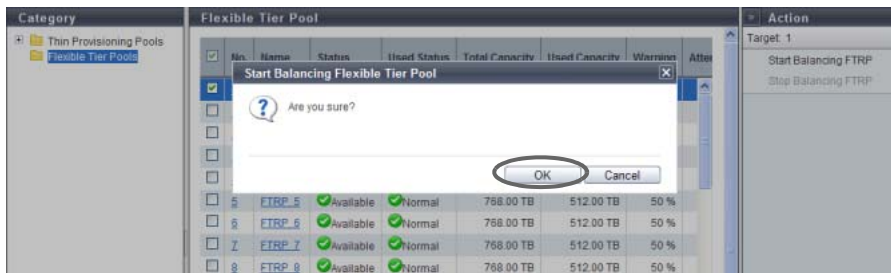 Category
Flexible Tier Pool
Action
Thin Provisioning Pools
Flexible Tier Pools
No. Name Status Used Status Total Capacity Used Capacity Warning
Target: 1
Start Balancing FTRP
Stop Balancing FTRP
Start Balancing Flexible Tier Pool
Are you sure?
OK Cancel
5 FTRP_5 Available Normal 768.00 TB 512.00 TB 50 %
6 FTRP_6 Available Normal 768.00 TB 512.00 TB 50 %
7 FTRP_7 Available Normal 768.00 TB 512.00 TB 50 %
8 FTRP_8 Available Normal 768.00 TB 512.00 TB 50 %